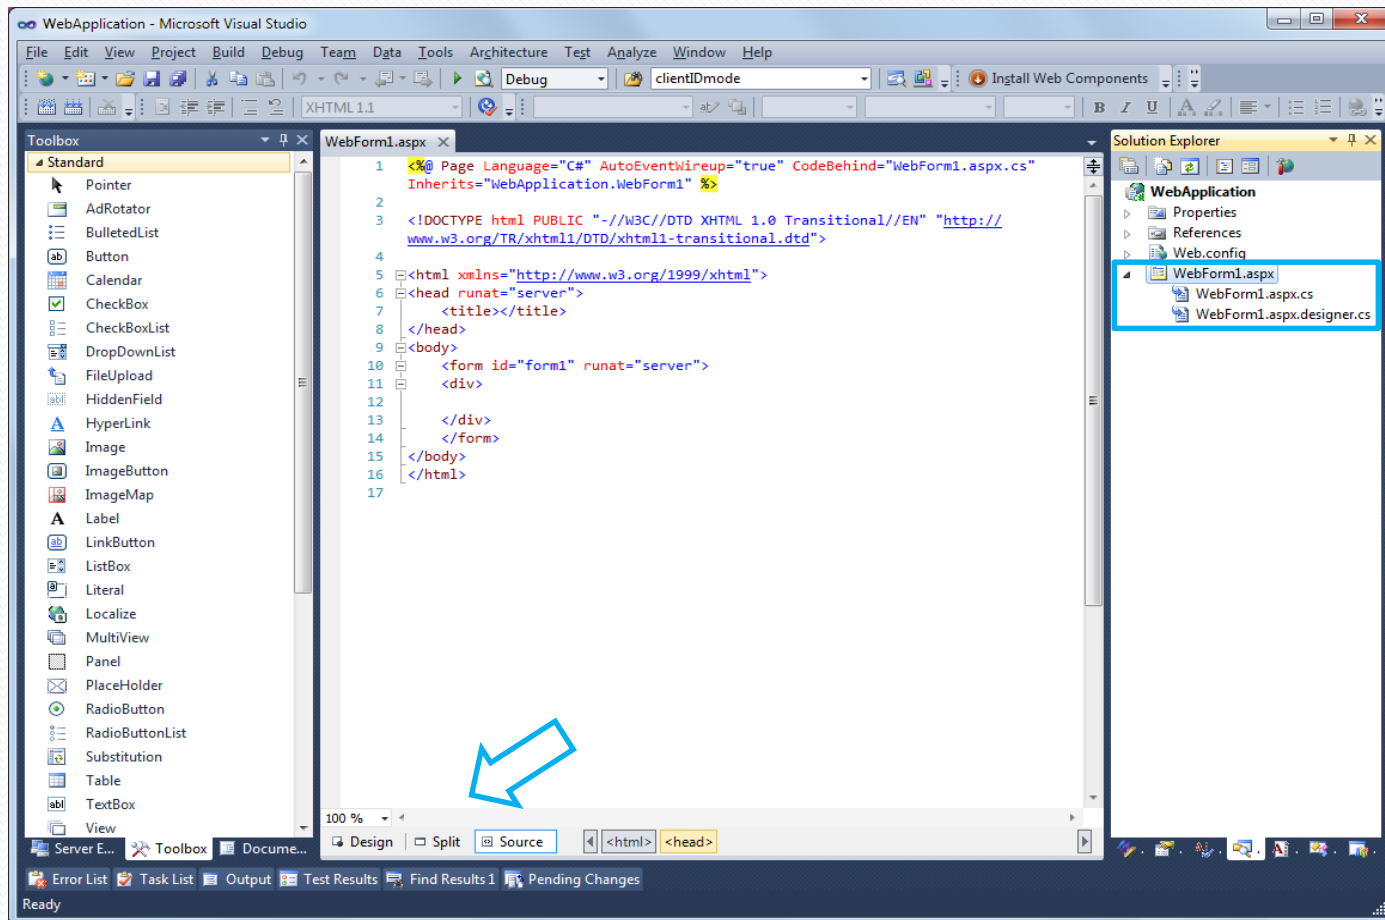 WebApplication - Microsoft Visual Studio
File Edit View Project Build Debug Team Data Tools Architecture Test Analyze Window Help
Debug clientIDmode Install Web Components
XHTML 1.1 B I U A
Toolbox
Standard
Pointer
AdRotator
BulletedList
Button
Calendar
CheckBox
CheckBoxList
DropDownList
FileUpload
HiddenField
HyperLink
Image
ImageButton
ImageMap
Label
LinkButton
ListBox
Literal
Localize
MultiView
Panel
PlaceHolder
RadioButton
RadioButtonList
Substitution
Table
TextBox
View
Server E... Toolbox Docume...
WebForm1.aspx
1 <%@ Page Language="C#" AutoEventWireup="true" CodeBehind="WebForm1.aspx.cs"
Inherits="WebApplication.WebForm1" %>
2
3 <!DOCTYPE html PUBLIC "-//W3C//DTD XHTML 1.0 Transitional//EN" "http://
www.w3.org/TR/xhtml1/DTD/xhtml1-transitional.dtd">
4
5 <html xmlns="http://www.w3.org/1999/xhtml">
6 <head runat="server">
7 <title></title>
8 </head>
9 <body>
10 <form id="form1" runat="server">
11 <div>
12
13 </div>
14 </form>
15 </body>
16 </html>
17
100 %
Design Split Source <html> <head>
Solution Explorer
WebApplication
Properties
References
Web.config
WebForm1.aspx
WebForm1.aspx.cs
WebForm1.aspx.designer.cs
Error List Task List Output Test Results Find Results 1 Pending Changes
Ready